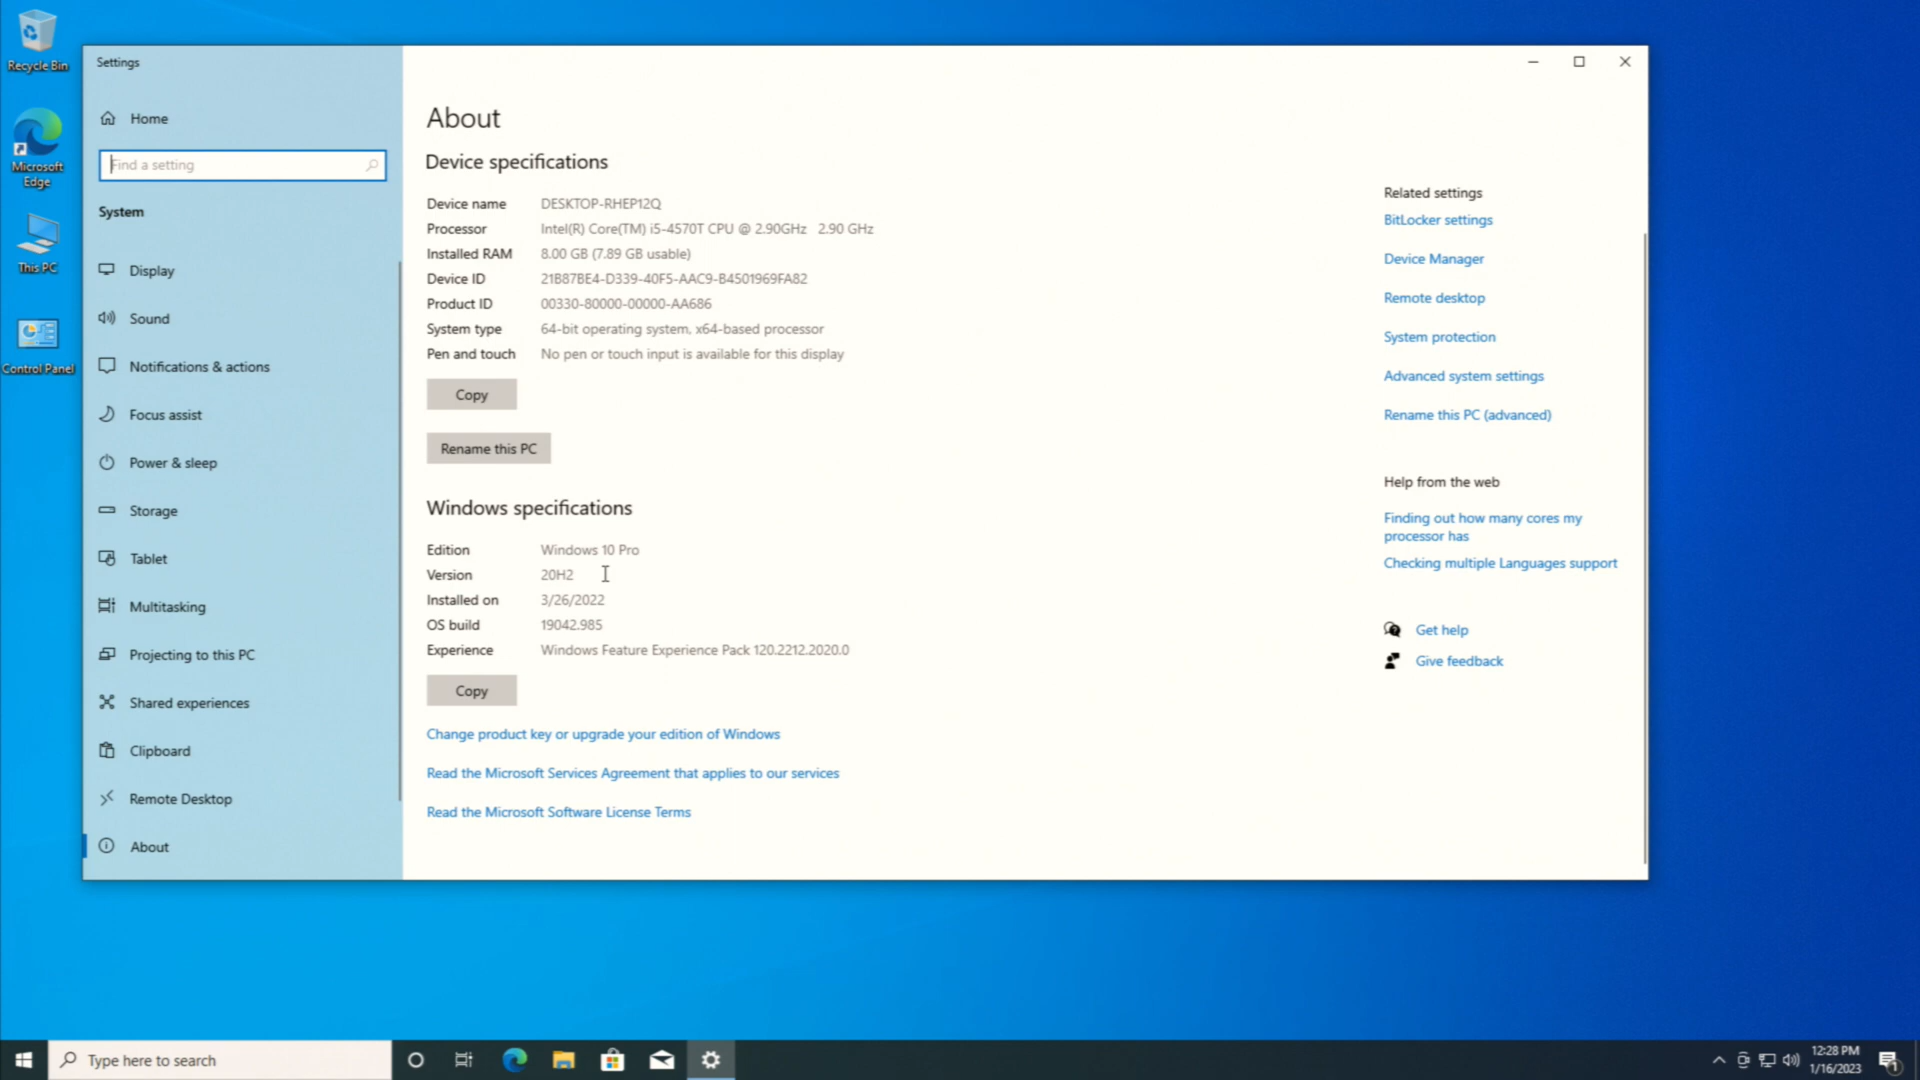 Recycle Bin
Microsoft
Edge
This PC
Control Panel
Settings
Home
Find a setting
System
Display
Sound
Notifications & actions
Focus assist
Power & sleep
Storage
Tablet
Multitasking
Projecting to this PC
Shared experiences
Clipboard
Remote Desktop
About
About
Device specifications
Device name DESKTOP-RHEP12Q
Processor Intel(R) Core(TM) i5-4570T CPU @ 2.90GHz 2.90 GHz
Installed RAM 8.00 GB (7.89 GB usable)
Device ID 21B87BE4-D339-40F5-AAC9-B4501969FA82
Product ID 00330-80000-00000-AA686
System type 64-bit operating system, x64-based processor
Pen and touch No pen or touch input is available for this display
Copy
Rename this PC
Windows specifications
Edition Windows 10 Pro
Version 20H2
Installed on 3/26/2022
OS build 19042.985
Experience Windows Feature Experience Pack 120.2212.2020.0
Copy
Change product key or upgrade your edition of Windows
Read the Microsoft Services Agreement that applies to our services
Read the Microsoft Software License Terms
Related settings
BitLocker settings
Device Manager
Remote desktop
System protection
Advanced system settings
Rename this PC (advanced)
Help from the web
Finding out how many cores my
processor has
Checking multiple Languages support
Get help
Give feedback
Type here to search
12:28 PM
1/16/2023
1